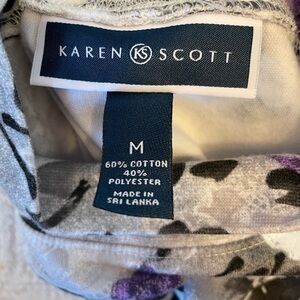 KAREN KS SCOTT
M
60% COTTON
40%
POLYESTER
MADE IN
SRI LANKA